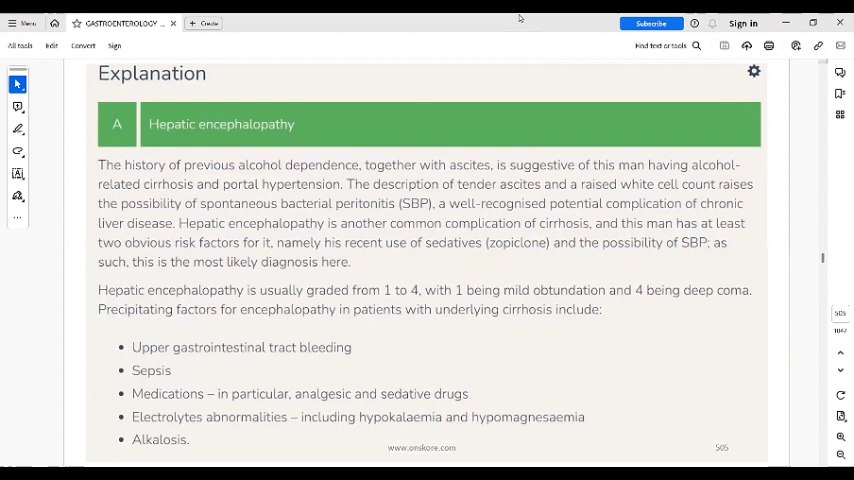 Menu
GASTROENTEROLOGY ...
Create
Subscribe
Sign in
All tools
Edit
Convert
Sign
Find text or tools
Explanation
A
Hepatic encephalopathy
The history of previous alcohol dependence, together with ascites, is suggestive of this man having alcohol-
related cirrhosis and portal hypertension. The description of tender ascites and a raised white cell count raises
the possibility of spontaneous bacterial peritonitis (SBP), a well-recognised potential complication of chronic
liver disease. Hepatic encephalopathy is another common complication of cirrhosis, and this man has at least
two obvious risk factors for it, namely his recent use of sedatives (zopiclone) and the possibility of SBP; as
such, this is the most likely diagnosis here.
Hepatic encephalopathy is usually graded from 1 to 4, with 1 being mild obtundation and 4 being deep coma.
Precipitating factors for encephalopathy in patients with underlying cirrhosis include:
• Upper gastrointestinal tract bleeding
• Sepsis
• Medications – in particular, analgesic and sedative drugs
• Electrolytes abnormalities – including hypokalaemia and hypomagnesaemia
• Alkalosis.
www.onskore.com
505
505
1042